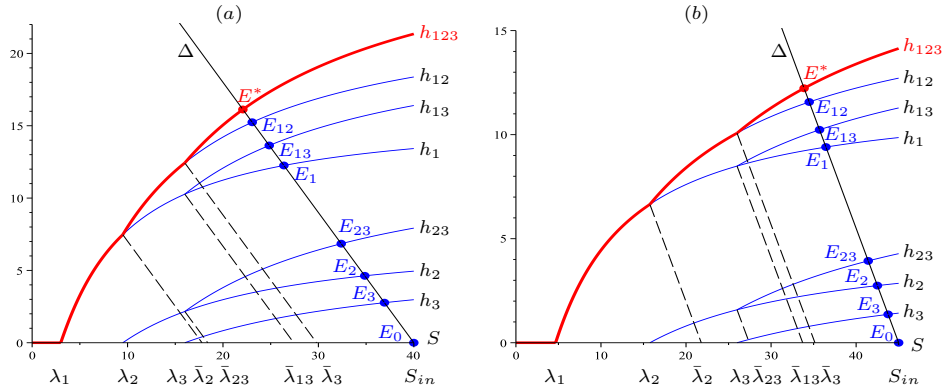 (a)
Δ
h₁₂₃
h₁₂
h₁₃
h₁
h₂₃
h₂
h₃
E*
E₁₂
E₁₃
E₁
E₂₃
E₂
E₃
E₀
S
20
15
10
5
0
0 10 20 30 40
λ₁ λ₂ λ₃ λ̄₂ λ̄₂₃ λ̄₁₃ λ̄₃ Sᵢₙ
(b)
Δ
h₁₂₃
h₁₂
h₁₃
h₁
h₂₃
h₂
h₃
E*
E₁₂
E₁₃
E₁
E₂₃
E₂
E₃
E₀
S
15
10
5
0
0 10 20 30 40
λ₁ λ₂ λ̄₂ λ₃ λ̄₂₃ λ̄₁₃ λ̄₃ Sᵢₙ